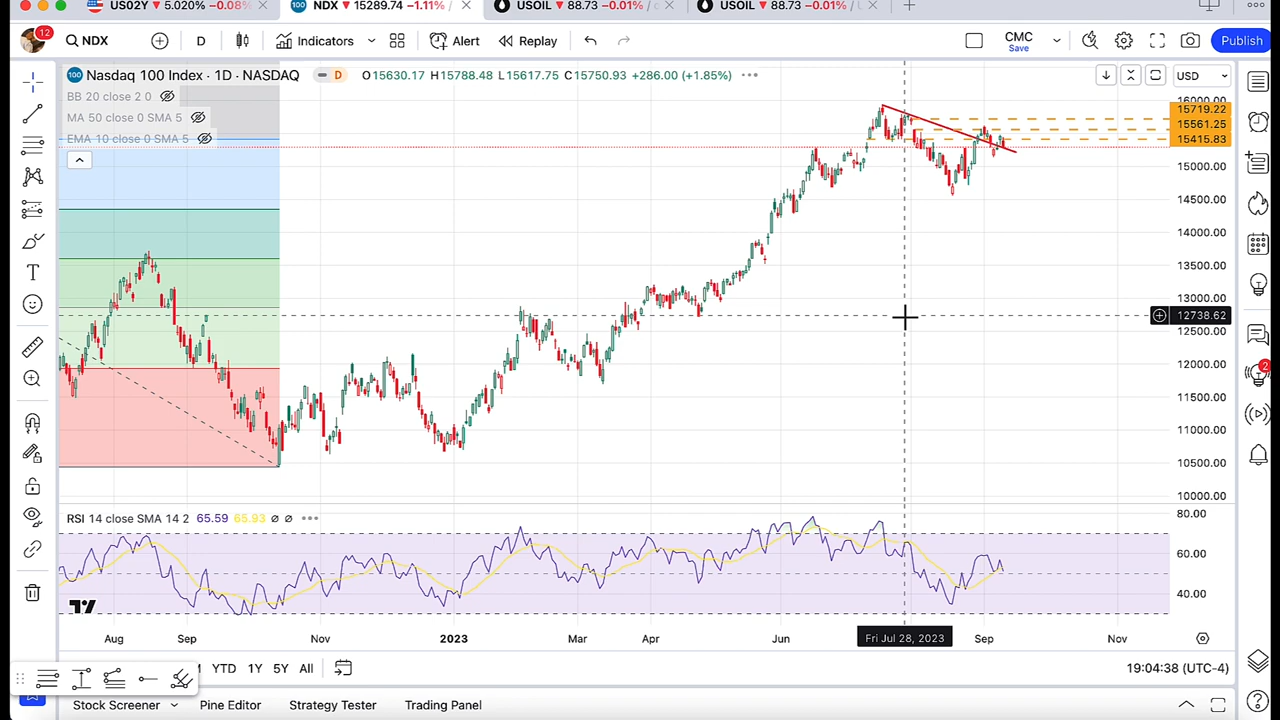 US02Y ▼ 5.020% −0.08%
NDX ▼ 15289.74 −1.11%
USOIL ▼ 88.73 −0.01%
USOIL ▼ 88.73 −0.01%
12
NDX
D
Indicators
Alert
Replay
CMC
Save
Publish
Nasdaq 100 Index · 1D · NASDAQ
D
O15630.17 H15788.48 L15617.75 C15750.93 +286.00 (+1.85%)
USD
BB 20 close 2 0
MA 50 close 0 SMA 5
EMA 10 close 0 SMA 5
16000.00
15719.22
15561.25
15415.83
15000.00
14500.00
14000.00
13500.00
13000.00
12738.62
12500.00
12000.00
11500.00
11000.00
10500.00
10000.00
2
RSI 14 close SMA 14 2 65.59 65.93 ∅ ∅
80.00
60.00
40.00
Aug Sep Nov 2023 Mar Apr Jun Fri Jul 28, 2023 Sep Nov
YTD 1Y 5Y All
19:04:38 (UTC-4)
Stock Screener Pine Editor Strategy Tester Trading Panel